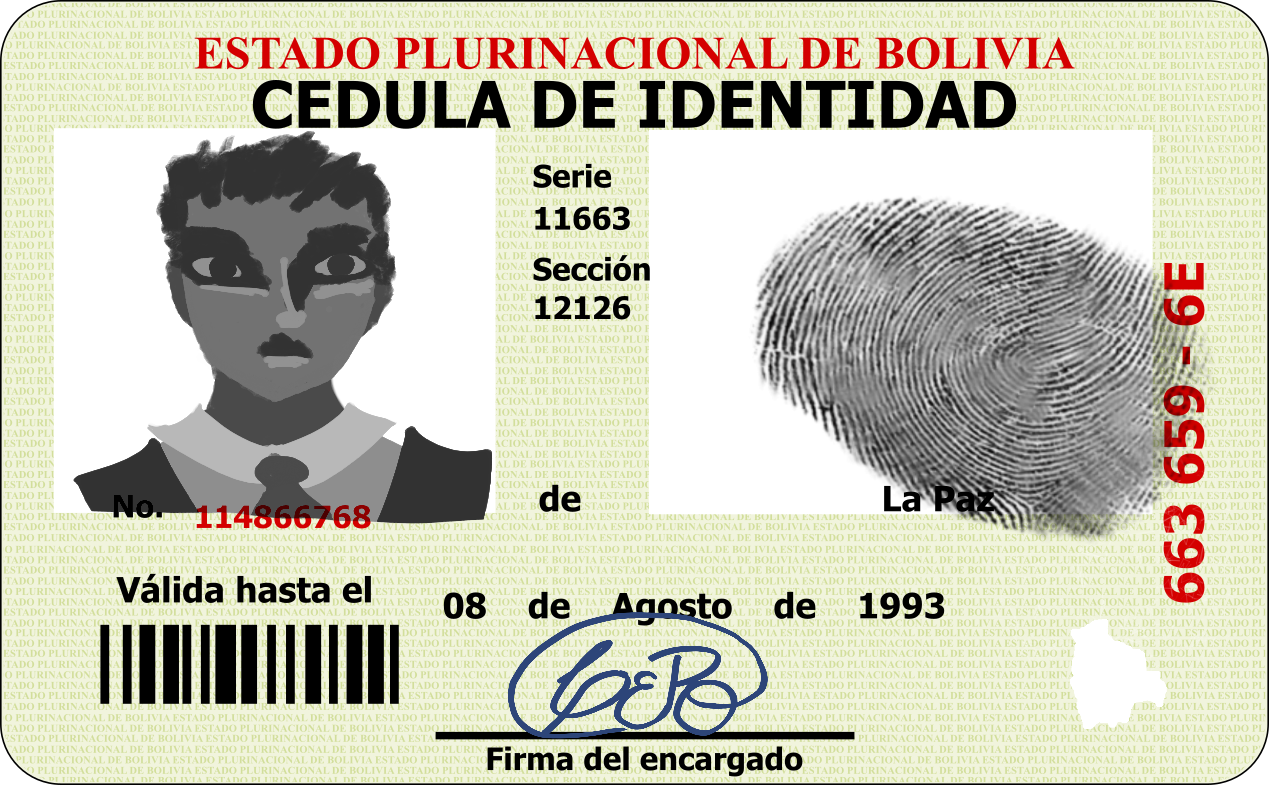 ESTADO PLURINACIONAL DE BOLIVIA
CEDULA DE IDENTIDAD
Serie
11663
Sección
12126
663 659 - 6E
No. 114866768 de La Paz
Válida hasta el 08 de Agosto de 1993
Firma del encargado